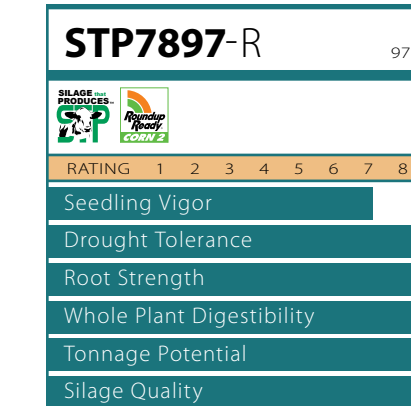 STP7897-R
97
SILAGE that
PRODUCES™
STP
Roundup
Ready
CORN 2
RATING 1 2 3 4 5 6 7 8
Seedling Vigor
Drought Tolerance
Root Strength
Whole Plant Digestibility
Tonnage Potential
Silage Quality